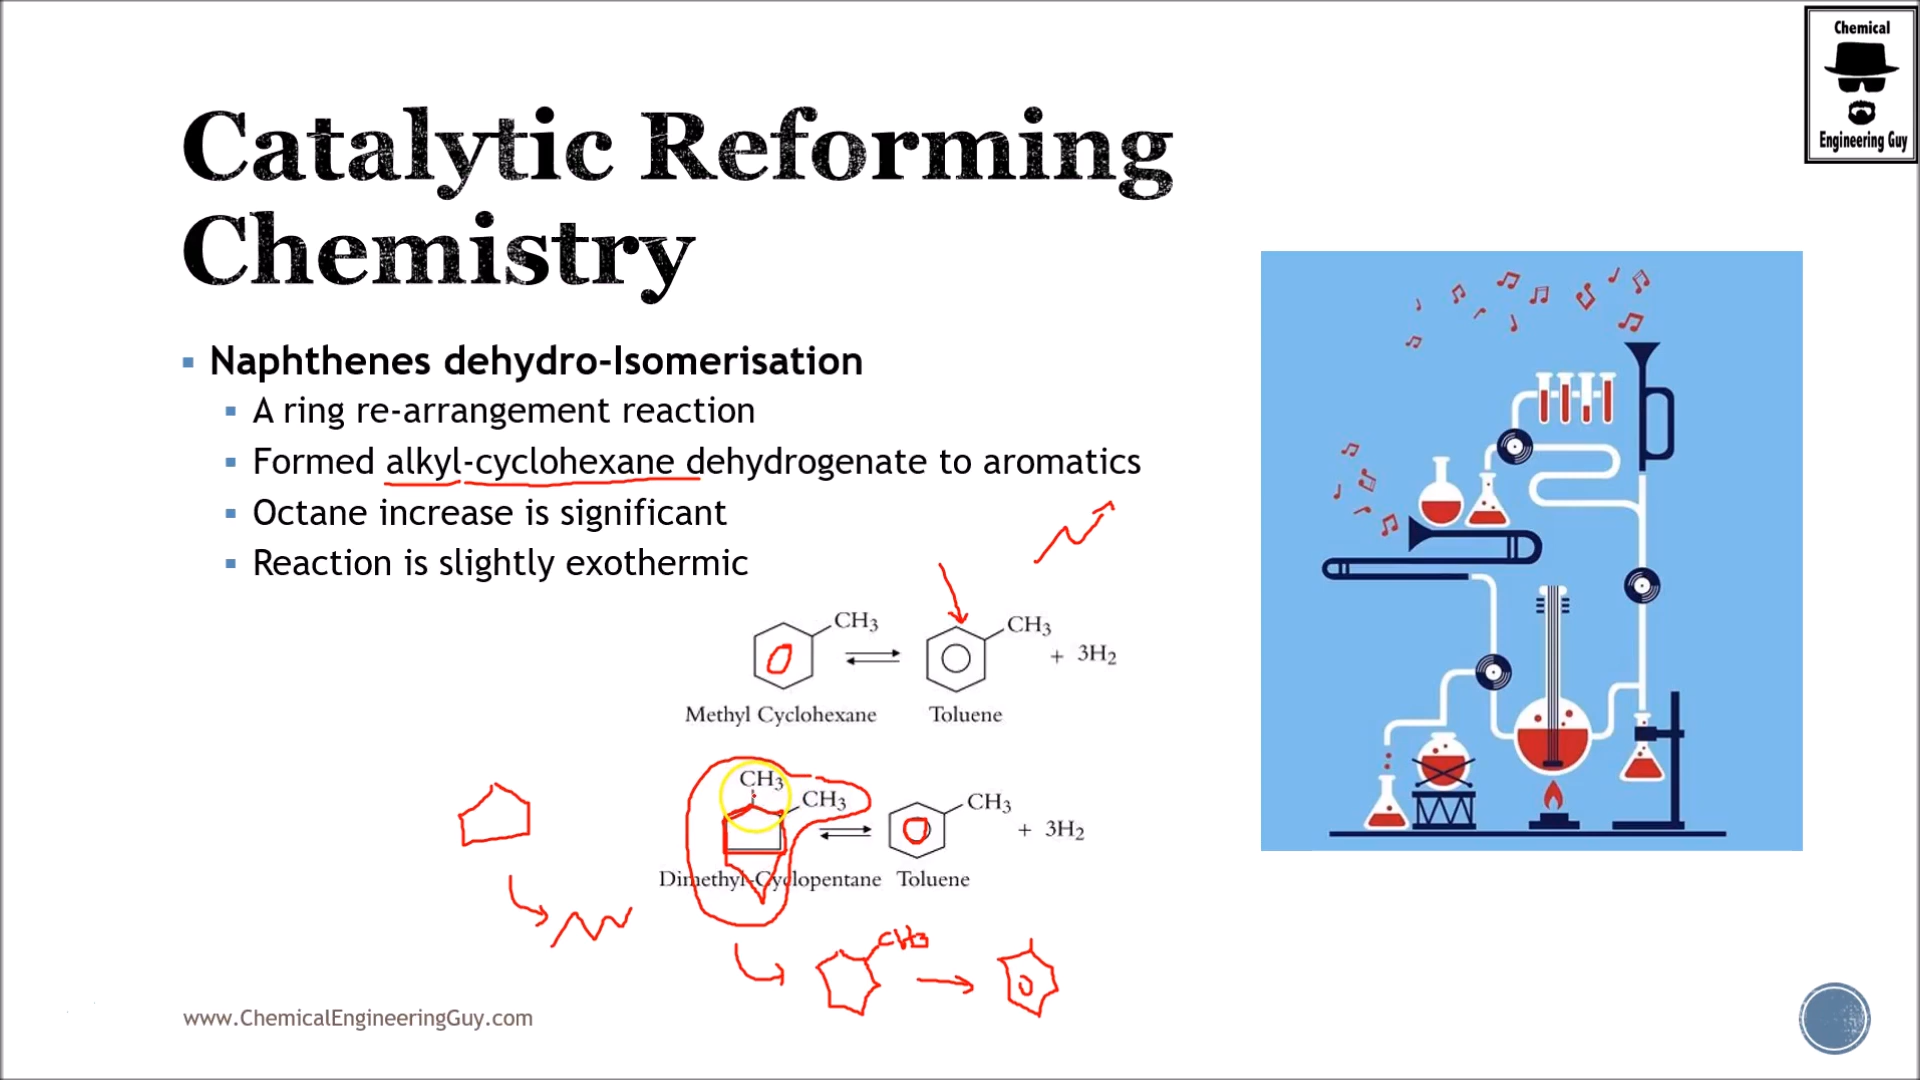 Chemical
Engineering Guy
Catalytic Reforming
Chemistry
Naphthenes dehydro-Isomerisation
A ring re-arrangement reaction
Formed alkyl-cyclohexane dehydrogenate to aromatics
Octane increase is significant
Reaction is slightly exothermic
CH3
CH3
+ 3H2
Methyl Cyclohexane
Toluene
CH3
CH3
CH3
+ 3H2
Dimethyl-Cyclopentane
Toluene
CH3
www.ChemicalEngineeringGuy.com